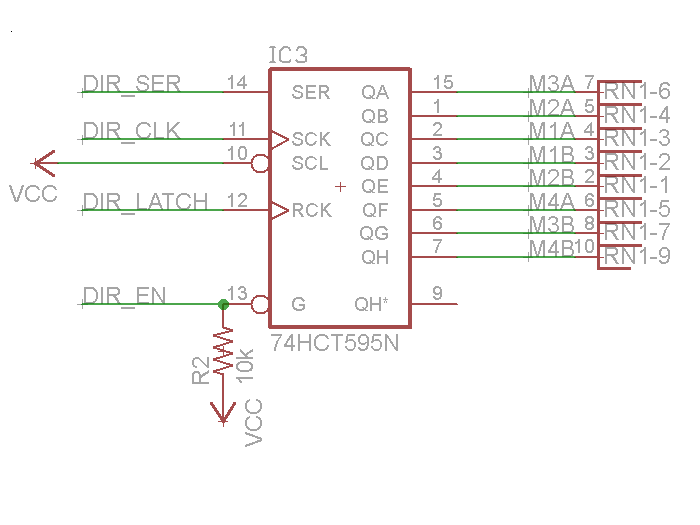 IC3
DIR_SER 14 SER QA 15 M3A 7 RN1-6
QB 1 M2A 5 RN1-4
DIR_CLK 11 SCK QC 2 M1A 4 RN1-3
10 SCL QD 3 M1B 3 RN1-2
VCC
QE 4 M2B 2 RN1-1
DIR_LATCH 12 RCK QF 5 M4A 6 RN1-5
QG 6 M3B 8 RN1-7
QH 7 M4B 10 RN1-9
DIR_EN 13 G QH* 9
74HCT595N
R2
10k
VCC